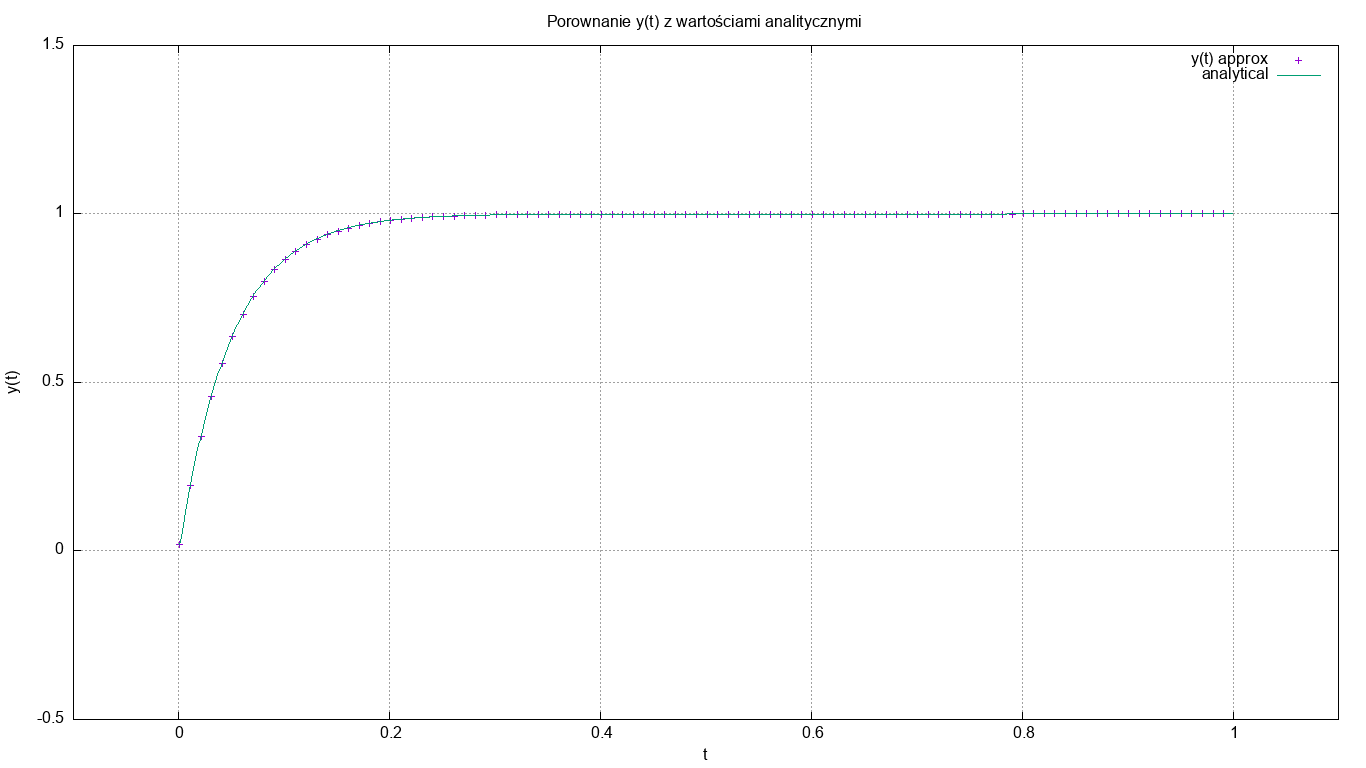 Porownanie y(t) z wartościami analitycznymi
y(t) approx
analytical
1.5
1
0.5
0
-0.5
y(t)
0
0.2
0.4
0.6
0.8
1
t